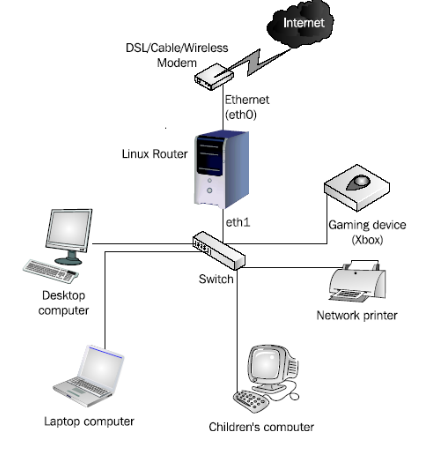 Internet
DSL/Cable/Wireless
Modem
Ethernet
(eth0)
Linux Router
eth1
Gaming device
(Xbox)
Switch
Desktop
computer
Network printer
Laptop computer
Children's computer